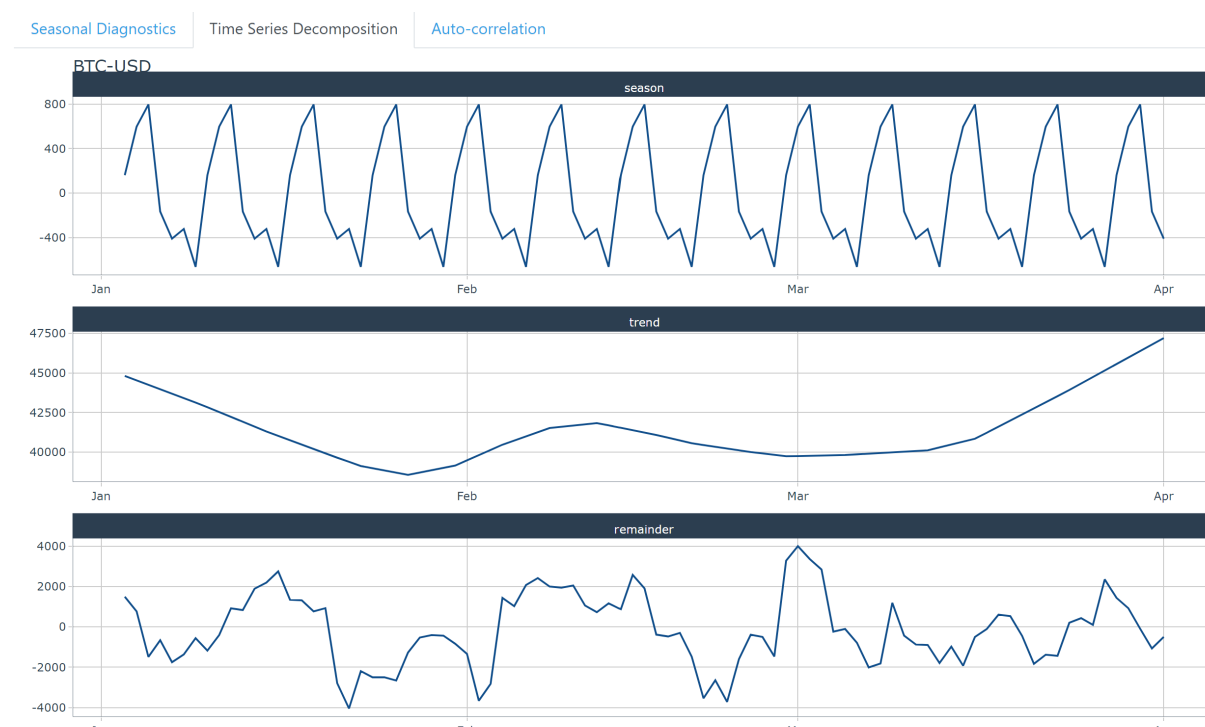 Seasonal Diagnostics Time Series Decomposition Auto-correlation
BTC-USD
season
800
400
0
-400
Jan Feb Mar Apr
trend
47500
45000
42500
40000
Jan Feb Mar Apr
remainder
4000
2000
0
-2000
-4000